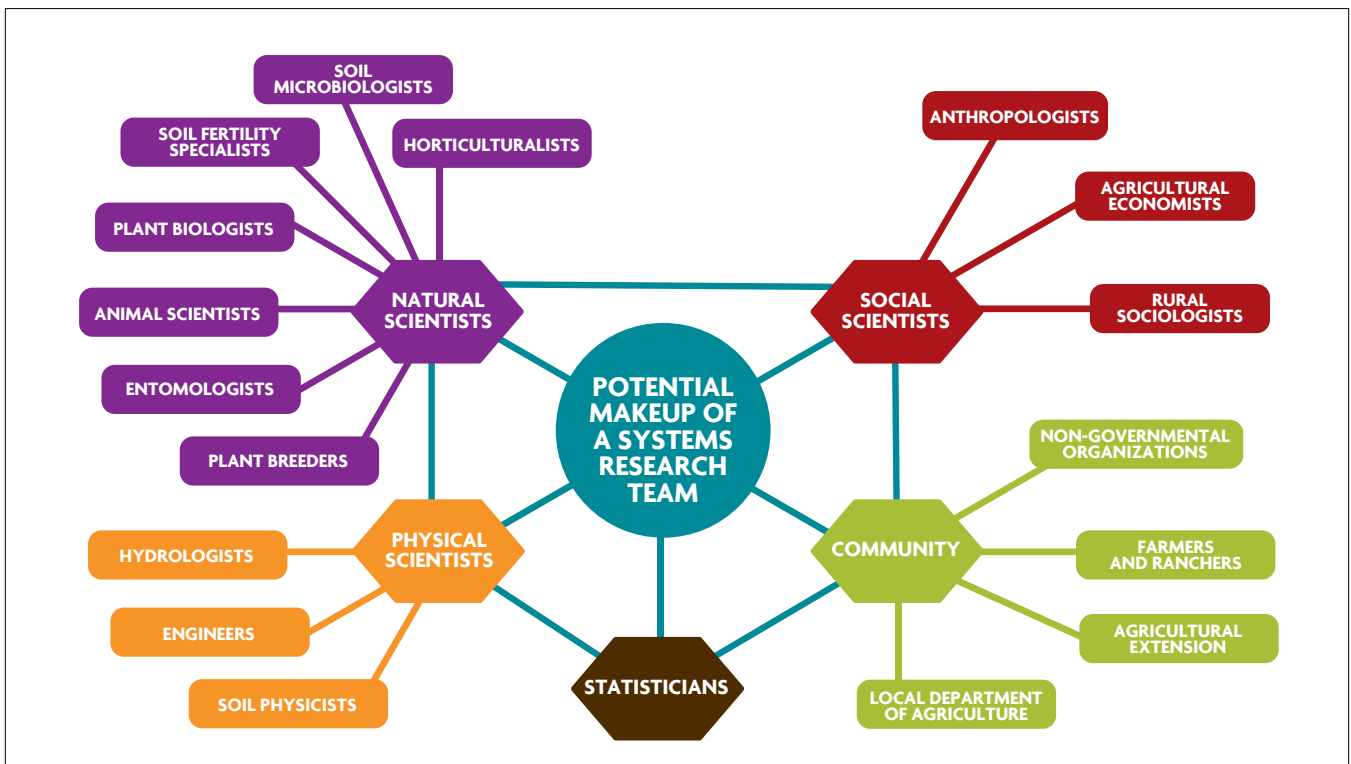 SOIL
MICROBIOLOGISTS
SOIL FERTILITY
SPECIALISTS
HORTICULTURALISTS
PLANT BIOLOGISTS
ANIMAL SCIENTISTS
ENTOMOLOGISTS
PLANT BREEDERS
NATURAL
SCIENTISTS
ANTHROPOLOGISTS
AGRICULTURAL
ECONOMISTS
RURAL
SOCIOLOGISTS
SOCIAL
SCIENTISTS
POTENTIAL
MAKEUP OF
A SYSTEMS
RESEARCH
TEAM
PHYSICAL
SCIENTISTS
HYDROLOGISTS
ENGINEERS
SOIL PHYSICISTS
STATISTICIANS
COMMUNITY
NON-GOVERNMENTAL
ORGANIZATIONS
FARMERS
AND RANCHERS
AGRICULTURAL
EXTENSION
LOCAL DEPARTMENT
OF AGRICULTURE